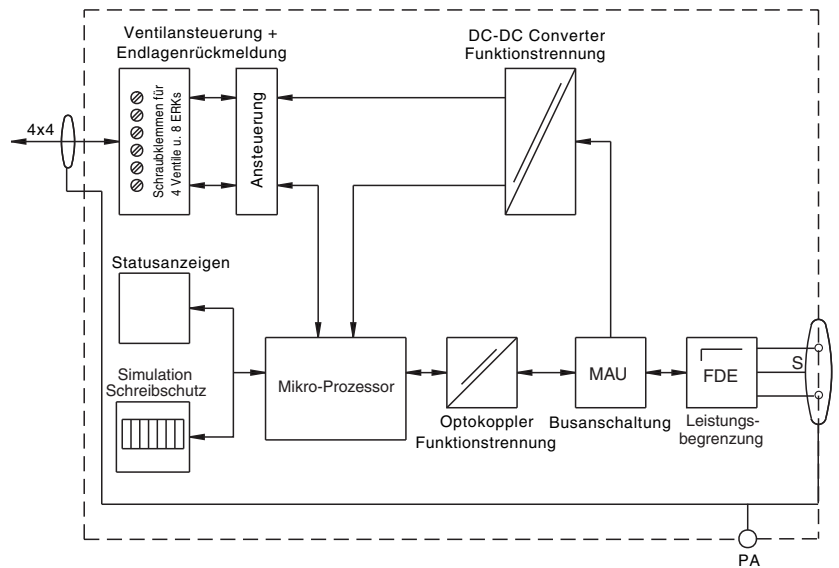 Ventilansteuerung +
Endlagenrückmeldung
DC-DC Converter
Funktionstrennung
4x4
Schraubklemmen für
4 Ventile u. 8 ERKs
Ansteuerung
Statusanzeigen
Simulation
Schreibschutz
Mikro-Prozessor
Optokoppler
Funktionstrennung
MAU
Busanschaltung
FDE
Leistungs-
begrenzung
S
PA